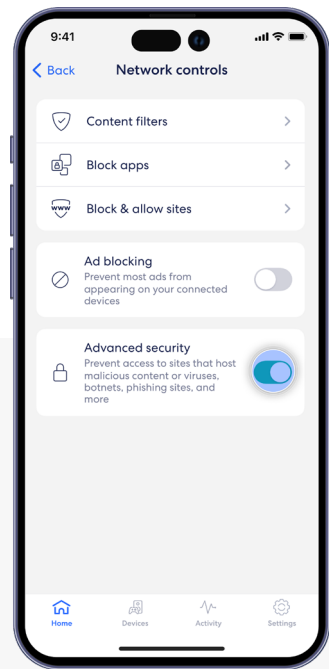 9:41
Back Network controls
Content filters
Block apps
www Block & allow sites
Ad blocking
Prevent most ads from
appearing on your connected
devices
Advanced security
Prevent access to sites that host
malicious content or viruses,
botnets, phishing sites, and
more
Home Devices Activity Settings